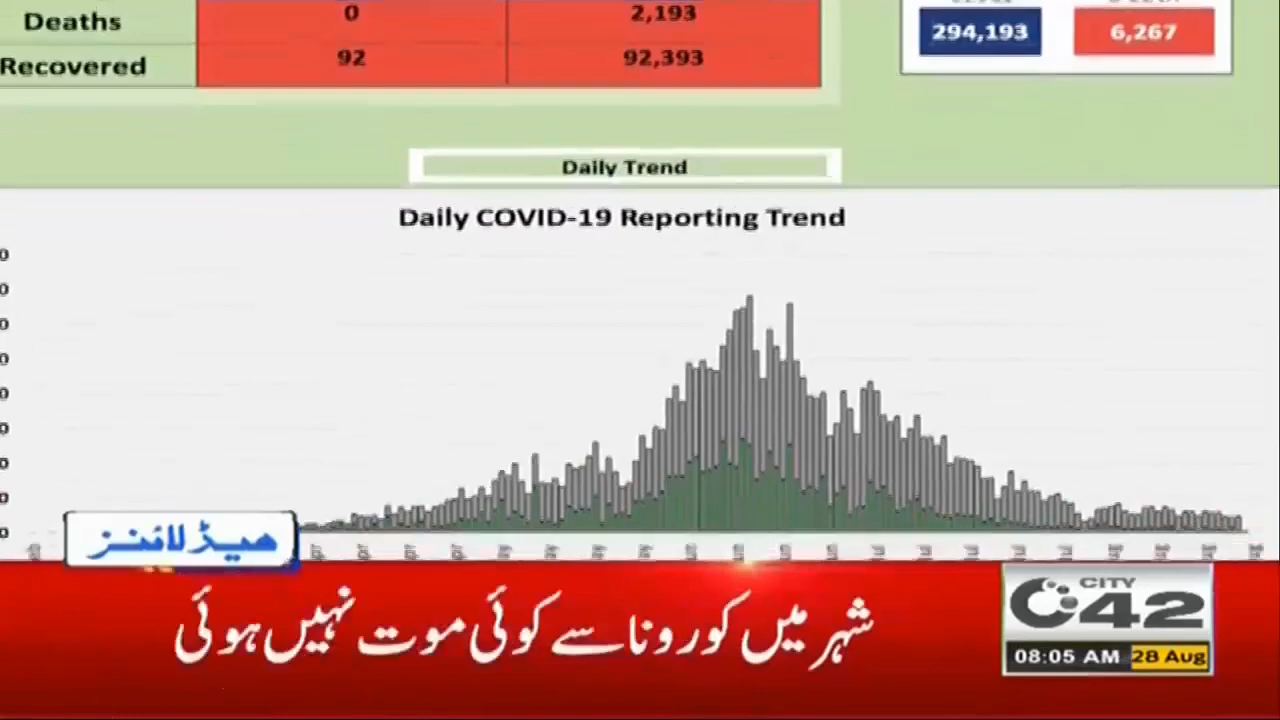 Deaths 0 2,193
Recovered 92 92,393
294,193 6,267
Daily Trend
Daily COVID-19 Reporting Trend
ہیڈلائنز
شہر میں کورونا سے کوئی موت نہیں ہوئی
CITY
42
08:05 AM 28 Aug